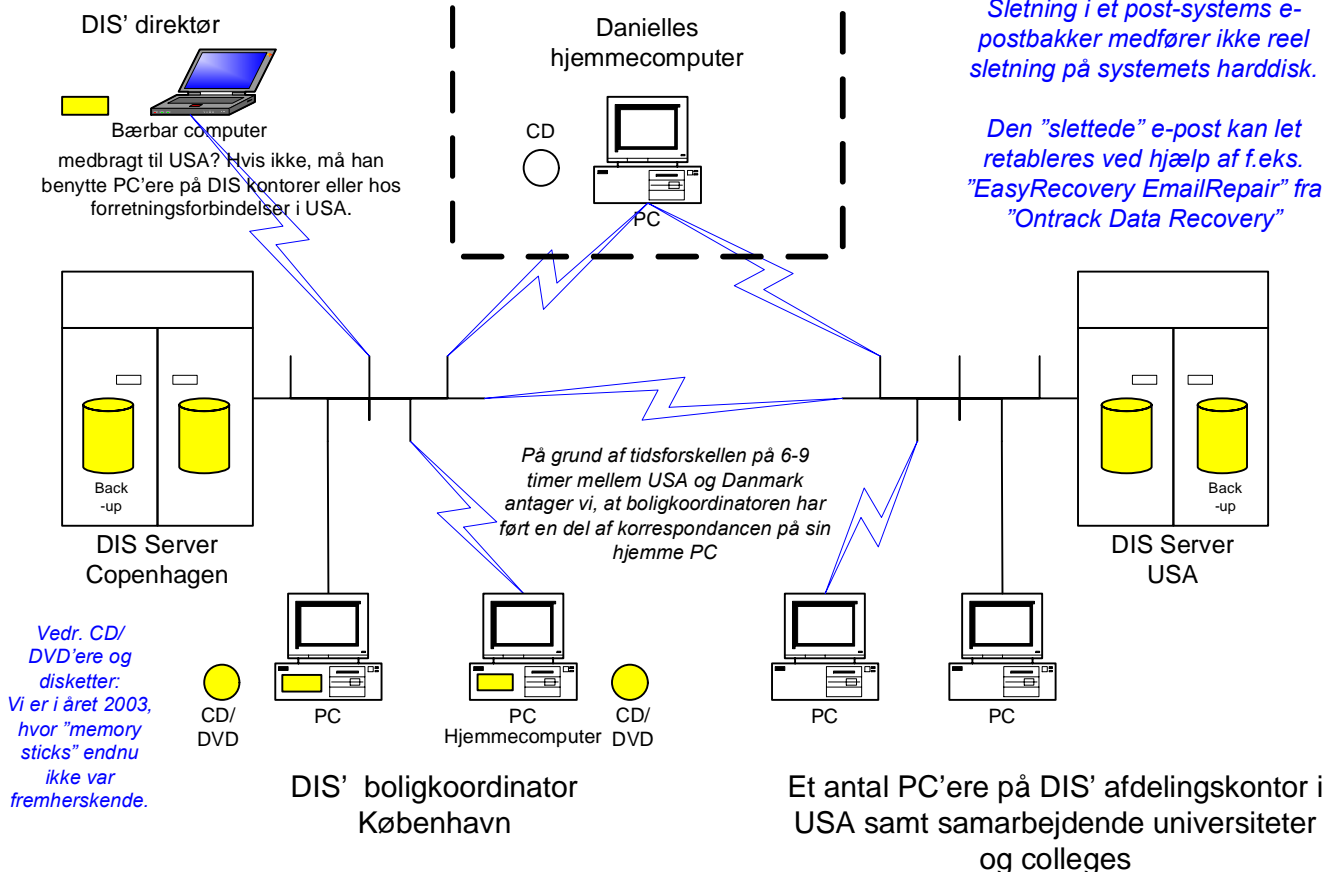 DIS' direktør
Bærbar computer
medbragt til USA? Hvis ikke, må han
benytte PC'ere på DIS kontorer eller hos
forretningsforbindelser i USA.
Danielles
hjemmecomputer
CD
PC
Sletning i et post-systems e-
postbakker medfører ikke reel
sletning på systemets harddisk.
Den "slettede" e-post kan let
retableres ved hjælp af f.eks.
"EasyRecovery EmailRepair" fra
"Ontrack Data Recovery"
Back
-up
DIS Server
Copenhagen
På grund af tidsforskellen på 6-9
timer mellem USA og Danmark
antager vi, at boligkoordinatoren har
ført en del af korrespondancen på sin
hjemme PC
Back
-up
DIS Server
USA
Vedr. CD/
DVD'ere og
disketter:
Vi er i året 2003,
hvor "memory
sticks" endnu
ikke var
fremherskende.
CD/
DVD
PC
PC
Hjemmecomputer
CD/
DVD
PC
PC
DIS' boligkoordinator
København
Et antal PC'ere på DIS' afdelingskontor i
USA samt samarbejdende universiteter
og colleges